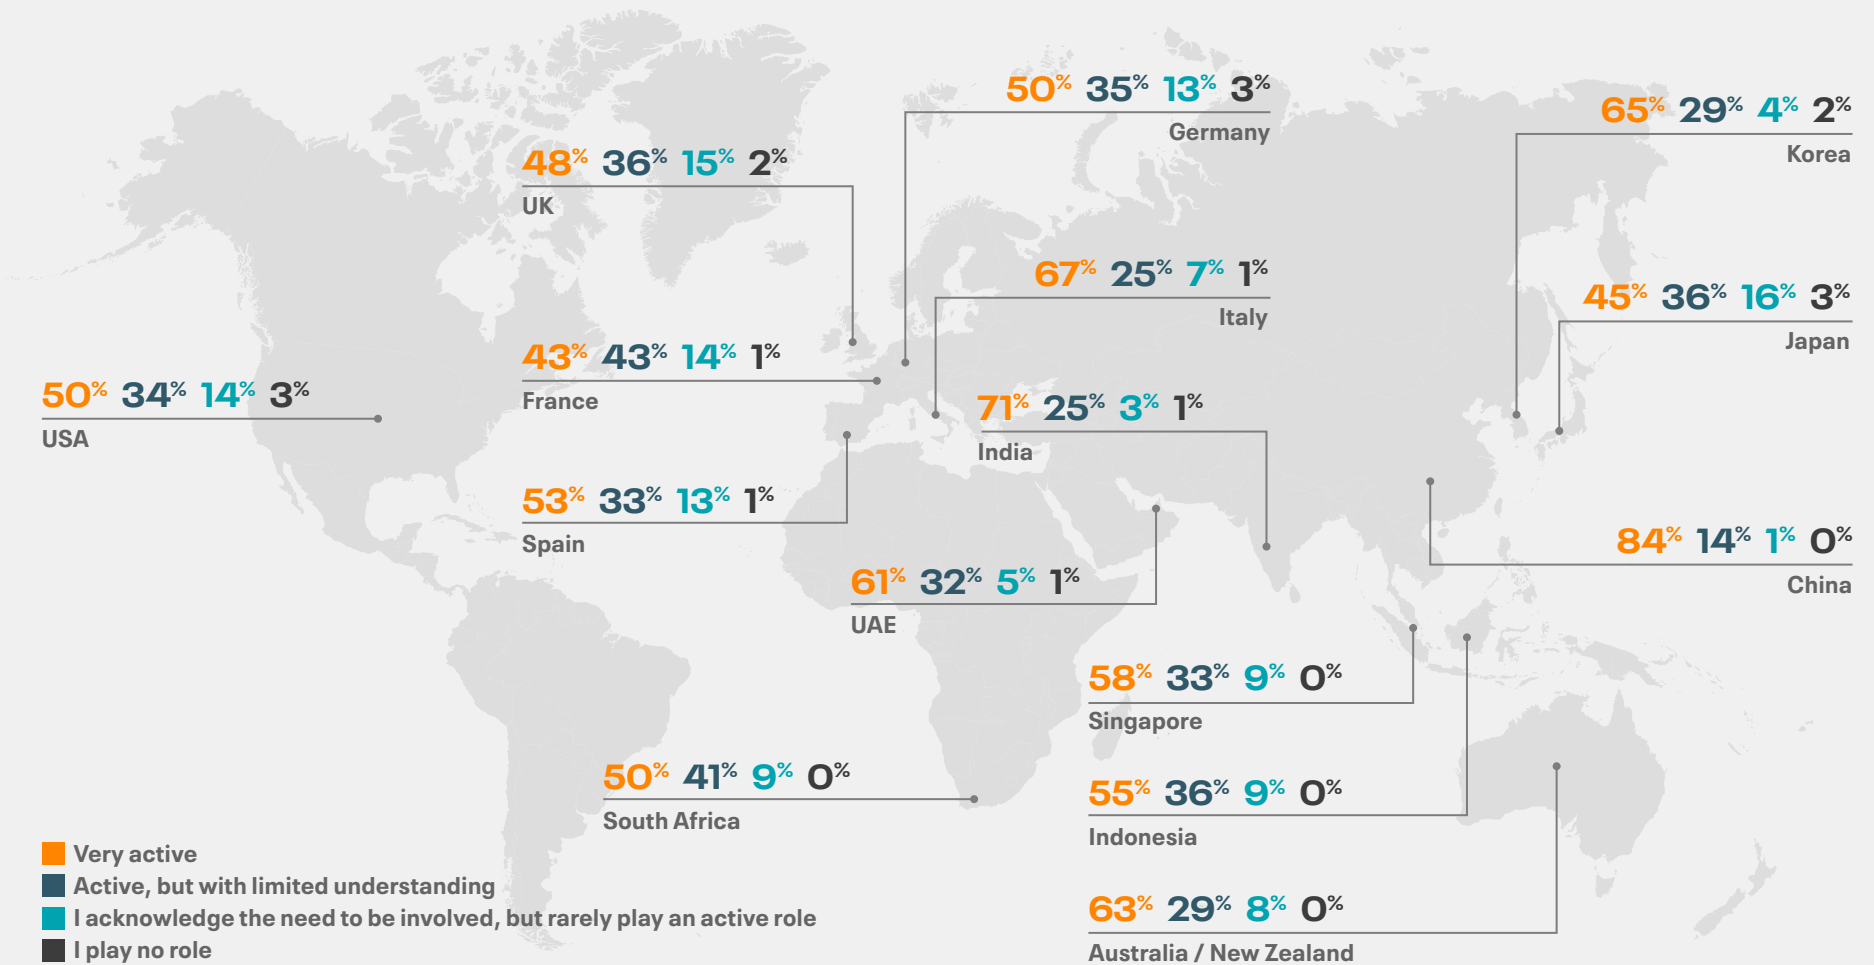 50% 35% 13% 3%
Germany
65% 29% 4% 2%
Korea
48% 36% 15% 2%
UK
67% 25% 7% 1%
Italy
45% 36% 16% 3%
Japan
43% 43% 14% 1%
France
50% 34% 14% 3%
USA
71% 25% 3% 1%
India
53% 33% 13% 1%
Spain
84% 14% 1% 0%
China
61% 32% 5% 1%
UAE
58% 33% 9% 0%
Singapore
50% 41% 9% 0%
South Africa
55% 36% 9% 0%
Indonesia
63% 29% 8% 0%
Australia / New Zealand
Very active
Active, but with limited understanding
I acknowledge the need to be involved, but rarely play an active role
I play no role